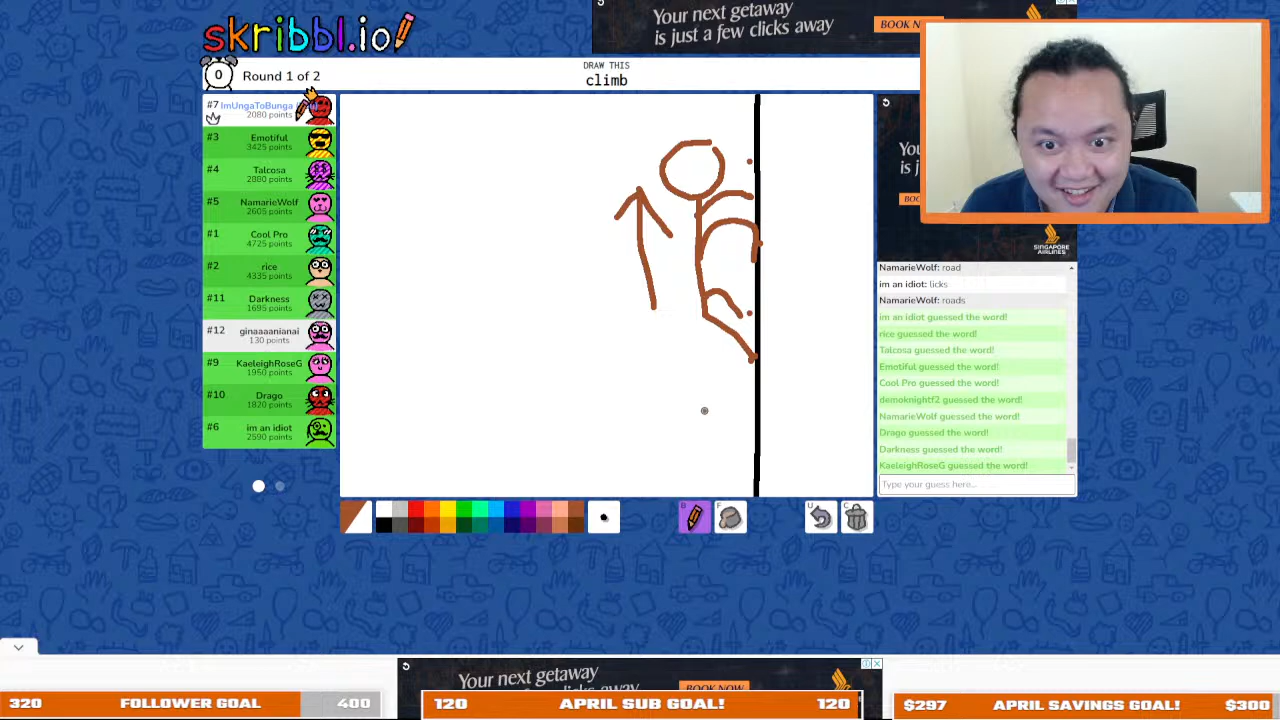 Your next getaway
is just a few clicks away
skribbl.io
0
Round 1 of 2
DRAW THIS
climb
#7 ImUngaToBunga
2080 points
#3 Emotiful
3425 points
#4 Talcosa
2880 points
#5 NamarieWolf
2605 points
#1 Cool Pro
4725 points
#2 rice
4335 points
#11 Darkness
1695 points
#12 ginaaaanianai
130 points
#9 KaeleighRoseG
1950 points
#10 Drago
1820 points
#6 im an idiot
2590 points
SINGAPORE
AIRLINES
NamarieWolf: road
im an idiot: licks
NamarieWolf: roads
im an idiot guessed the word!
rice guessed the word!
Talcosa guessed the word!
Emotiful guessed the word!
Cool Pro guessed the word!
demoknightf2 guessed the word!
NamarieWolf guessed the word!
Drago guessed the word!
Darkness guessed the word!
KaeleighRoseG guessed the word!
Type your guess here...
B
F
U
C
Your next getaway
BOOK NOW
320 FOLLOWER GOAL 400
120 APRIL SUB GOAL! 120
$297 APRIL SAVINGS GOAL! $300